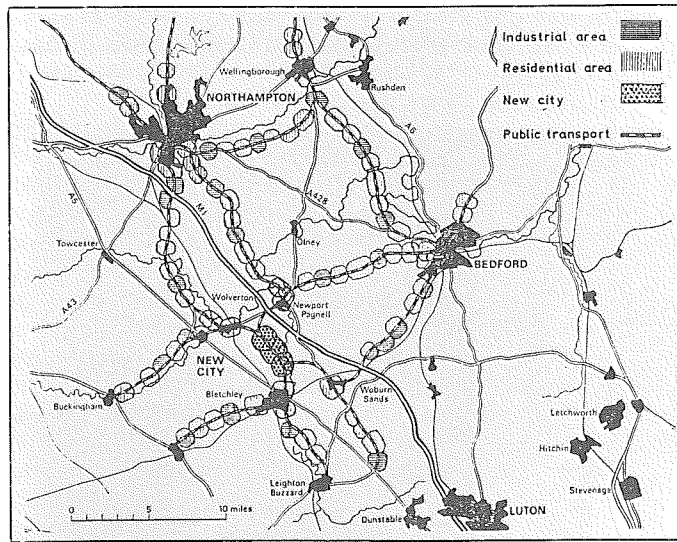 Industrial area
Residential area
New city
Public transport
Wellingborough
Rushden
NORTHAMPTON
A6
A5
M1
A428
Towcester
Olney
BEDFORD
A43
Wolverton
Newport
Pagnell
NEW
CITY
Buckingham
Bletchley
Woburn
Sands
Letchworth
Hitchin
Leighton
Buzzard
Stevenage
0 5 10 miles
Dunstable
LUTON